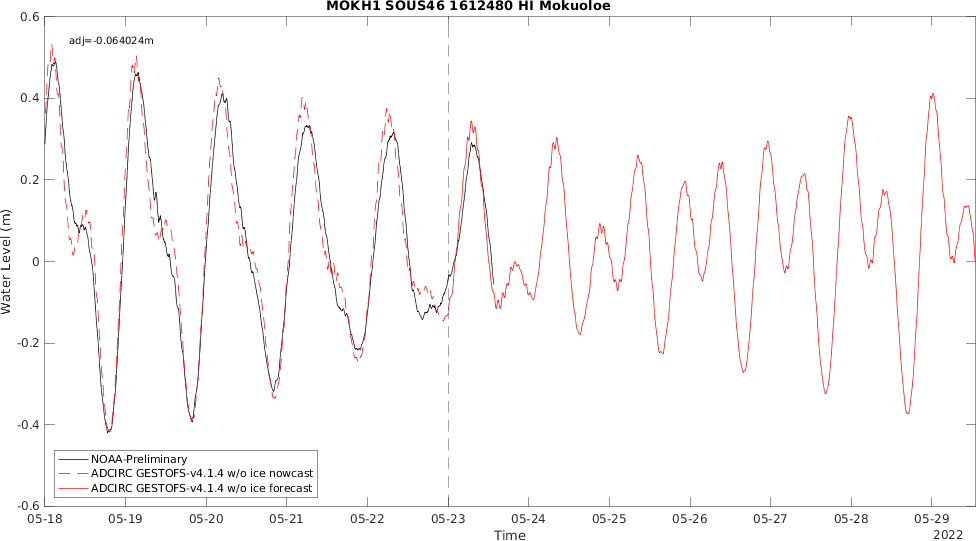 MOKH1 SOUS46 1612480 HI Mokuoloe
adj=-0.064024m
0.6
0.4
0.2
0
-0.2
-0.4
-0.6
Water Level (m)
NOAA-Preliminary
ADCIRC GESTOFS-v4.1.4 w/o ice nowcast
ADCIRC GESTOFS-v4.1.4 w/o ice forecast
05-18 05-19 05-20 05-21 05-22 05-23 05-24 05-25 05-26 05-27 05-28 05-29
Time
2022